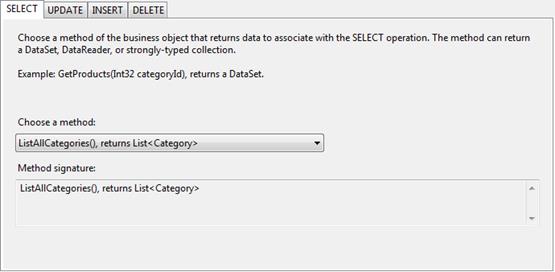 SELECT UPDATE INSERT DELETE
Choose a method of the business object that returns data to associate with the SELECT operation. The method can return
a DataSet, DataReader, or strongly-typed collection.
Example: GetProducts(Int32 categoryId), returns a DataSet.
Choose a method:
ListAllCategories(), returns List<Category>
Method signature:
ListAllCategories(), returns List<Category>